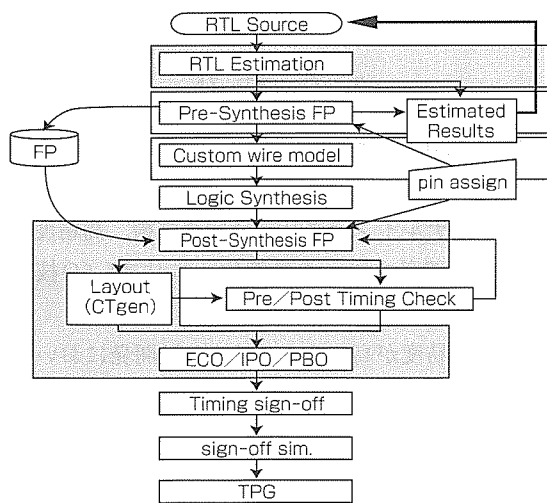 RTL Source
RTL Estimation
Pre-Synthesis FP
Estimated
Results
FP
Custom wire model
pin assign
Logic Synthesis
Post-Synthesis FP
Layout
(CTgen)
Pre／Post Timing Check
ECO／IPO／PBO
Timing sign-off
sign-off sim.
TPG